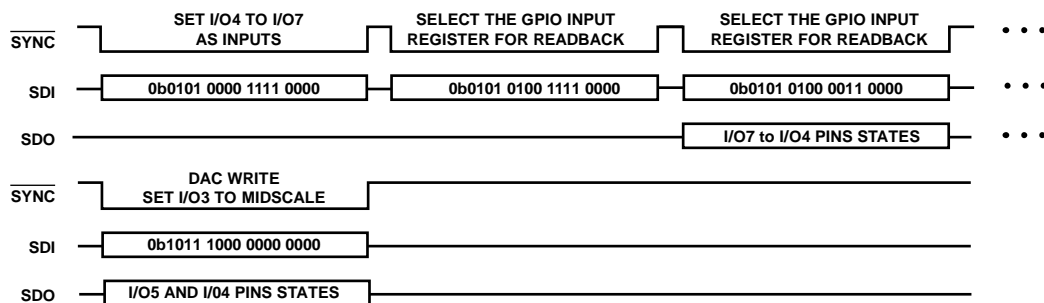 SET I/O4 TO I/O7
AS INPUTS
SELECT THE GPIO INPUT
REGISTER FOR READBACK
SELECT THE GPIO INPUT
REGISTER FOR READBACK
SYNC
SDI
0b0101 0000 1111 0000
0b0101 0100 1111 0000
0b0101 0100 0011 0000
SDO
I/O7 to I/O4 PINS STATES
SYNC
DAC WRITE
SET I/O3 TO MIDSCALE
SDI
0b1011 1000 0000 0000
SDO
I/O5 AND I/04 PINS STATES